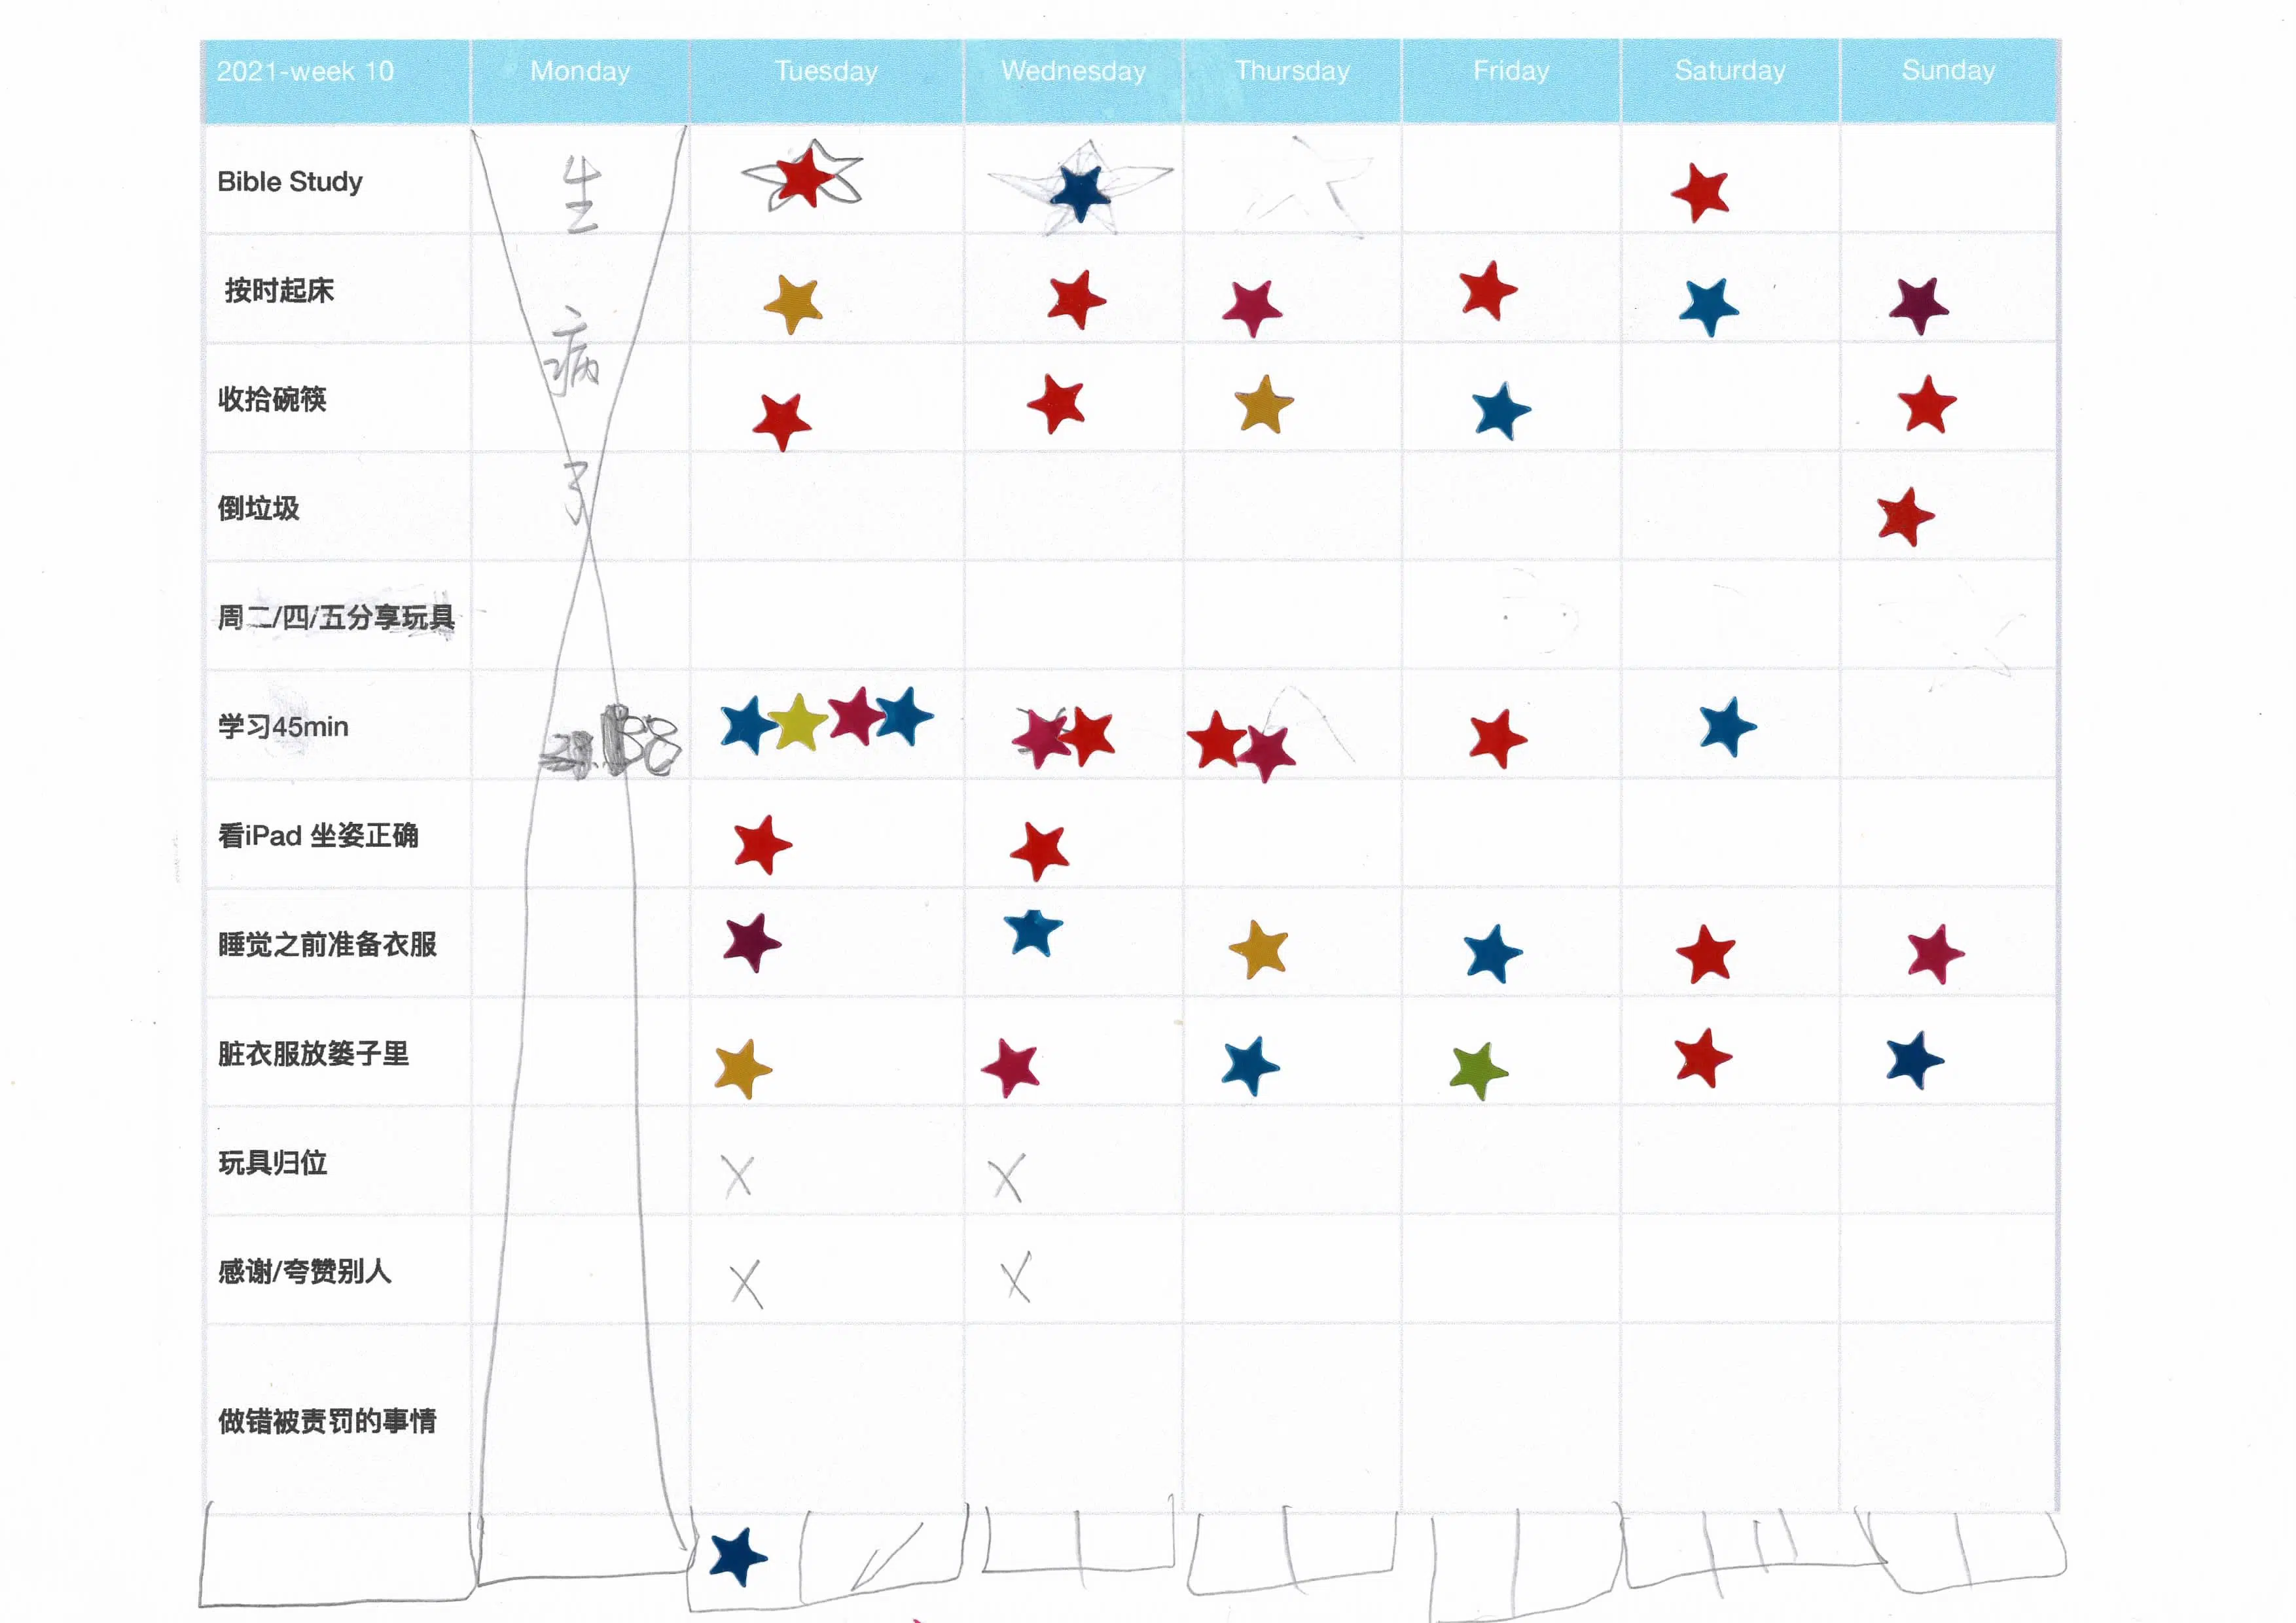 2021-week 10 Monday Tuesday Wednesday Thursday Friday Saturday Sunday
Bible Study
按时起床
收拾碗筷
倒垃圾
周二/四/五分享玩具
学习45min
看iPad 坐姿正确
睡觉之前准备衣服
脏衣服放篓子里
玩具归位 X X
感谢/夸赞别人 X X
做错被责罚的事情
生
病
了